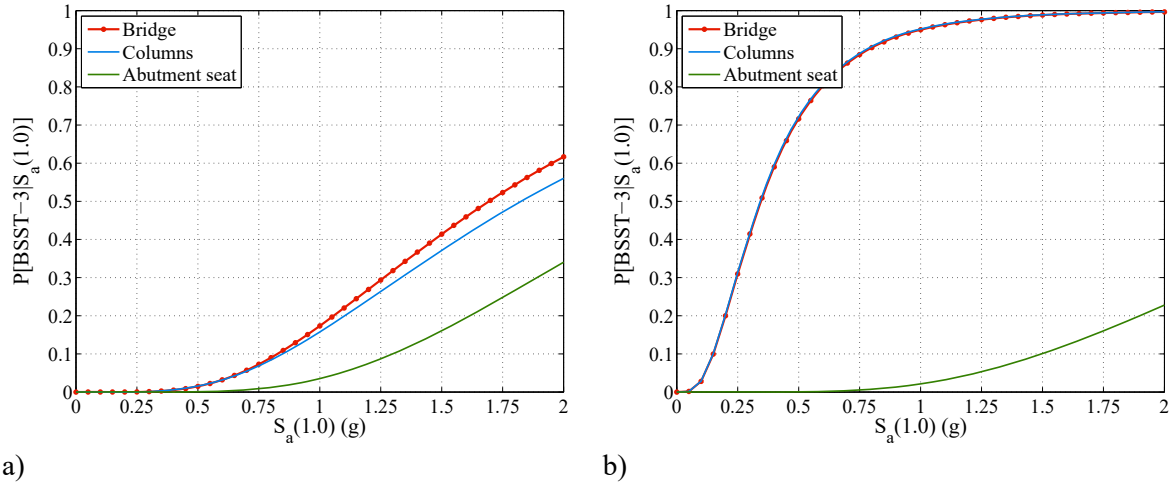 Bridge
Columns
Abutment seat
P[BSST−3|S_a(1.0)]
1
0.9
0.8
0.7
0.6
0.5
0.4
0.3
0.2
0.1
0
0 0.25 0.5 0.75 1 1.25 1.5 1.75 2
S_a(1.0) (g)
a)
Bridge
Columns
Abutment seat
P[BSST−3|S_a(1.0)]
1
0.9
0.8
0.7
0.6
0.5
0.4
0.3
0.2
0.1
0
0 0.25 0.5 0.75 1 1.25 1.5 1.75 2
S_a(1.0) (g)
b)